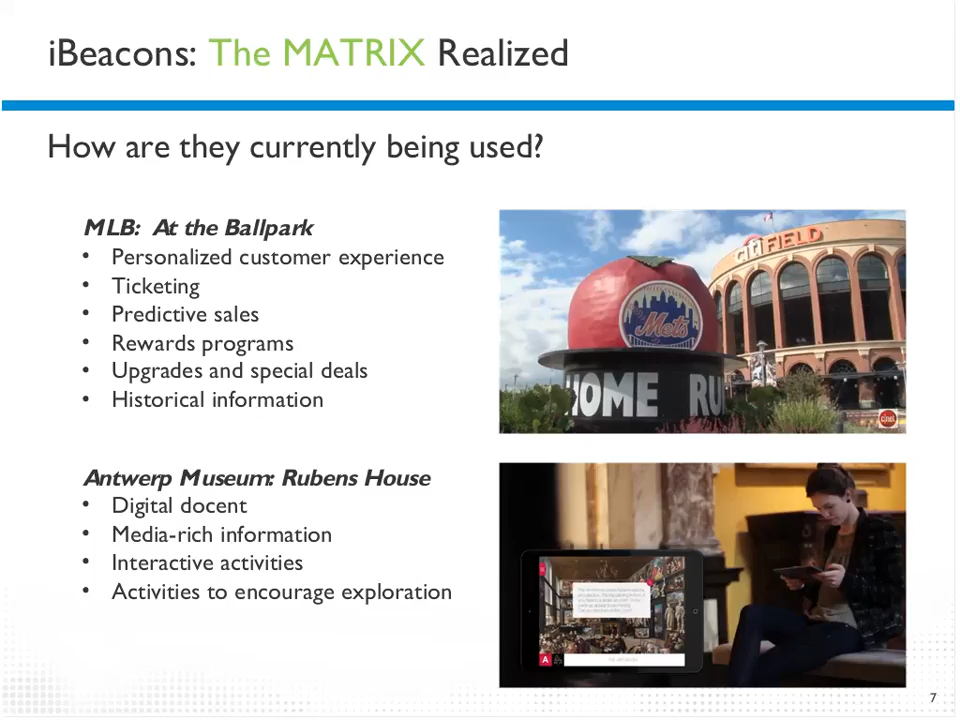 iBeacons: The MATRIX Realized
How are they currently being used?
MLB: At the Ballpark
• Personalized customer experience
• Ticketing
• Predictive sales
• Rewards programs
• Upgrades and special deals
• Historical information
citi FIELD
Mets
HOME RU
cnet
Antwerp Museum: Rubens House
• Digital docent
• Media-rich information
• Interactive activities
• Activities to encourage exploration
A
7